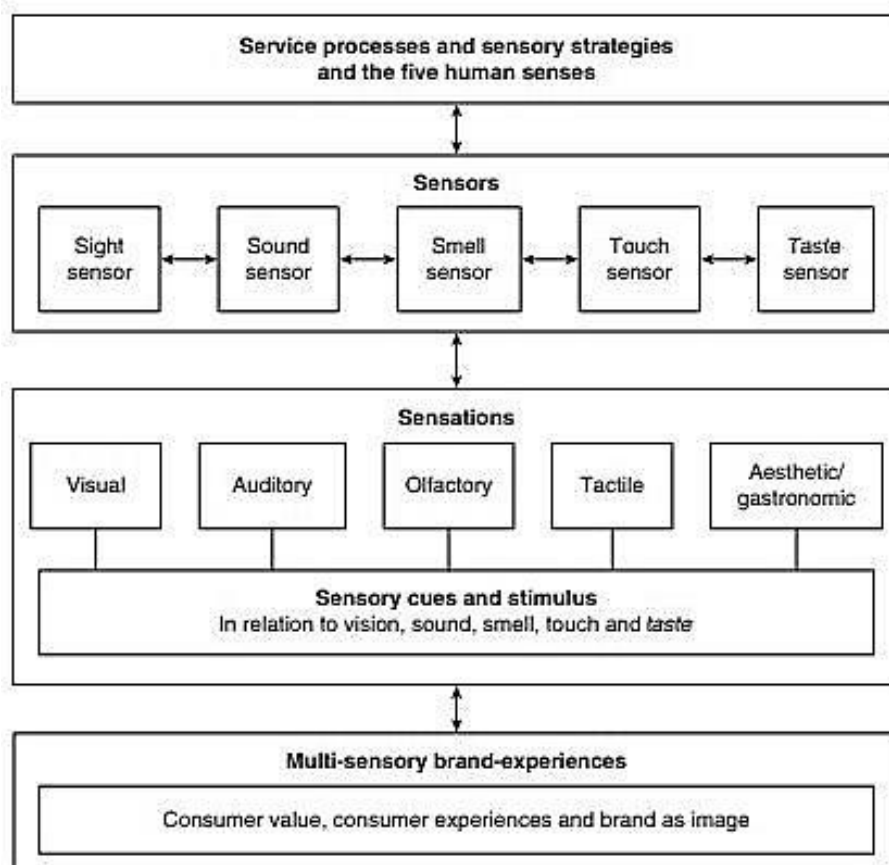 Service processes and sensory strategies
and the five human senses
Sensors
Sight
sensor
Sound
sensor
Smell
sensor
Touch
sensor
Taste
sensor
Sensations
Visual
Auditory
Olfactory
Tactile
Aesthetic/
gastronomic
Sensory cues and stimulus
In relation to vision, sound, smell, touch and taste
Multi-sensory brand-experiences
Consumer value, consumer experiences and brand as image